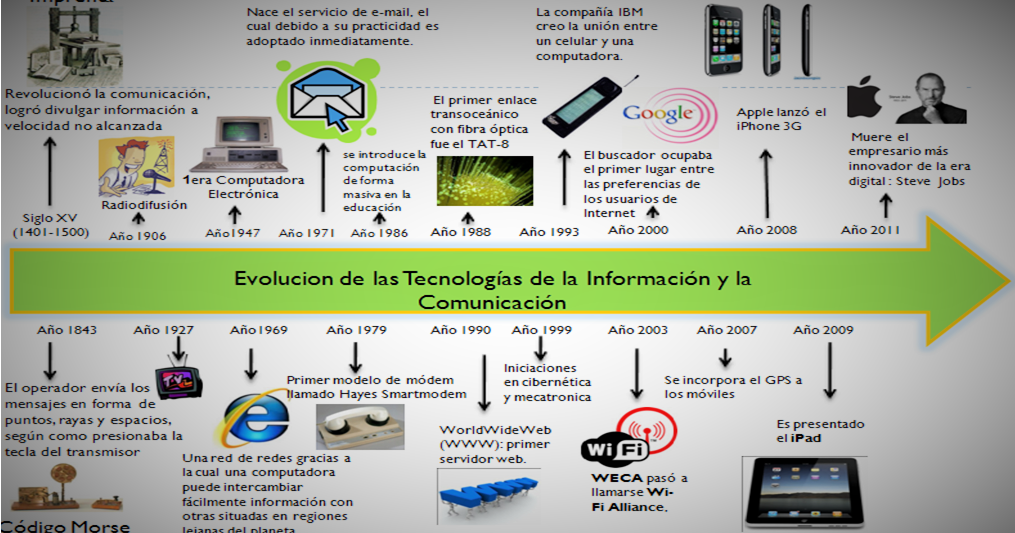 Imprenta
Revolucionó la comunicación,
logró divulgar información a
velocidad no alcanzada
Siglo XV
(1401-1500)
Radiodifusión
Año 1906
1era Computadora
Electrónica
Año1947
Nace el servicio de e-mail, el
cual debido a su practicidad es
adoptado inmediatamente.
Año 1971
se introduce la
computación
de forma
masiva en la
educación
Año 1986
El primer enlace
transoceánico
con fibra óptica
fue el TAT-8
Año 1988
La compañía IBM
creo la unión entre
un celular y una
computadora.
Año 1993
Google
El buscador ocupaba
el primer lugar entre
las preferencias de
los usuarios de
Internet
Año 2000
Apple lanzó el
iPhone 3G
Año 2008
Muere el
empresario más
innovador de la era
digital : Steve Jobs
Año 2011
Evolucion de las Tecnologías de la Información y la
Comunicación
Año 1843
El operador envía los
mensajes en forma de
puntos, rayas y espacios,
según como presionaba la
tecla del transmisor
Código Morse
Año 1927
T.V.
Año1969
Una red de redes gracias a
la cual una computadora
puede intercambiar
fácilmente información con
otras situadas en regiones
lejanas del planeta
Año 1979
Primer modelo de módem
llamado Hayes Smartmodem
Año 1990
WorldWideWeb
(WWW): primer
servidor web.
WWW
Año 1999
Iniciaciones
en cibernética
y mecatronica
Año 2003
Wi Fi
WECA pasó a
llamarse Wi-
Fi Alliance.
Año 2007
Se incorpora el GPS a
los móviles
Año 2009
Es presentado
el iPad